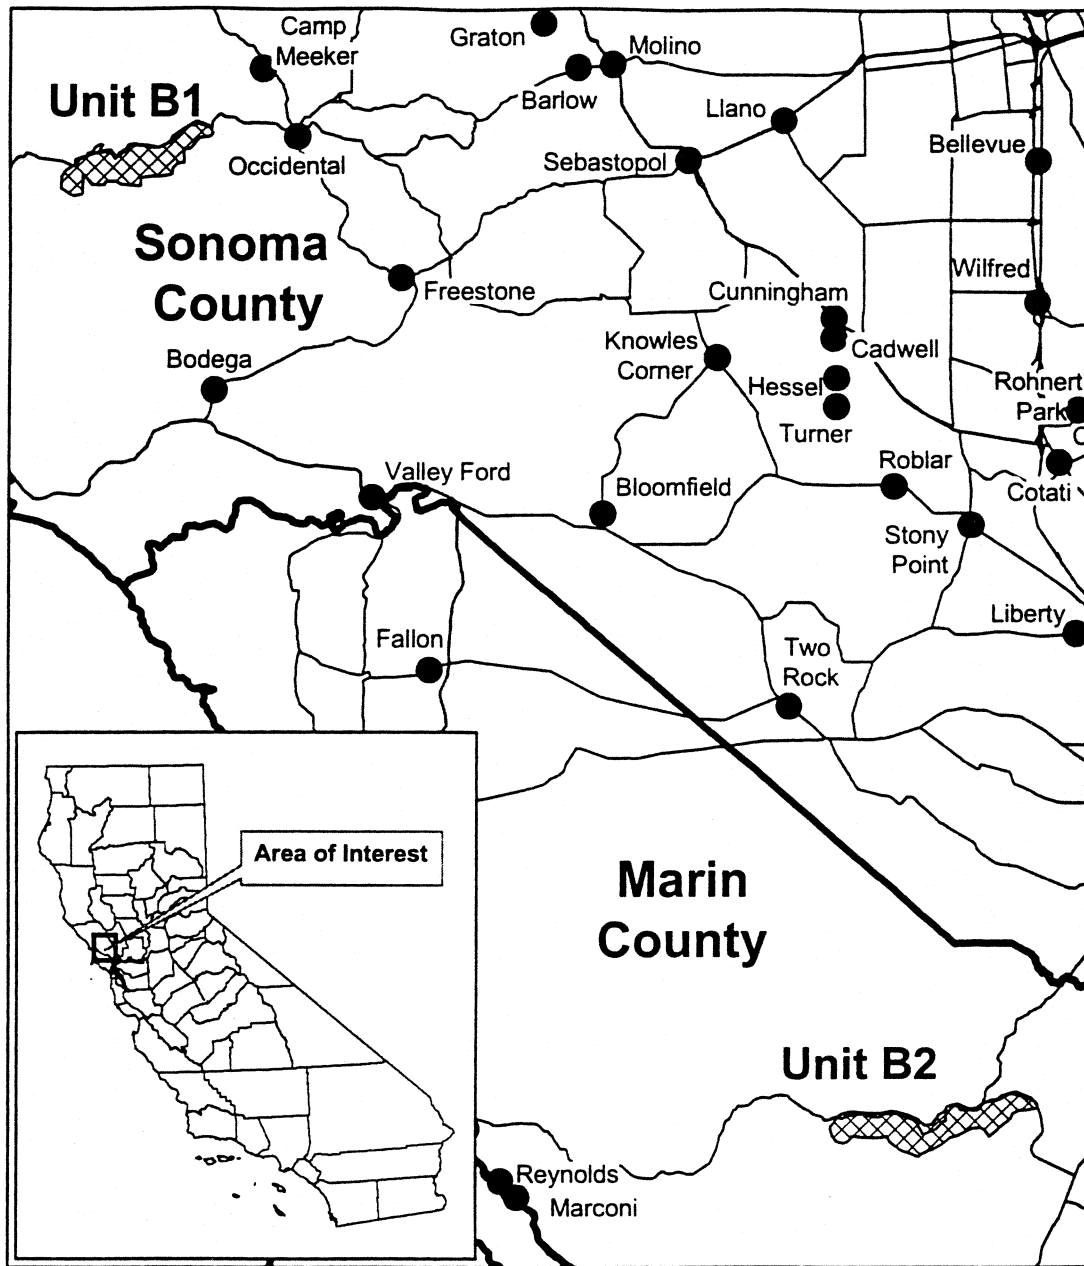 Camp
Meeker
Graton
Molino
Unit B1
Barlow
Llano
Occidental
Sebastopol
Bellevue
Sonoma
County
Freestone
Cunningham
Wilfred
Bodega
Knowles
Corner
Cadwell
Hessel
Rohnert
Park
Turner
C
Valley Ford
Bloomfield
Roblar
Cotati
Stony
Point
Fallon
Two
Rock
Liberty
Area of Interest
Marin
County
Unit B2
Reynolds
Marconi